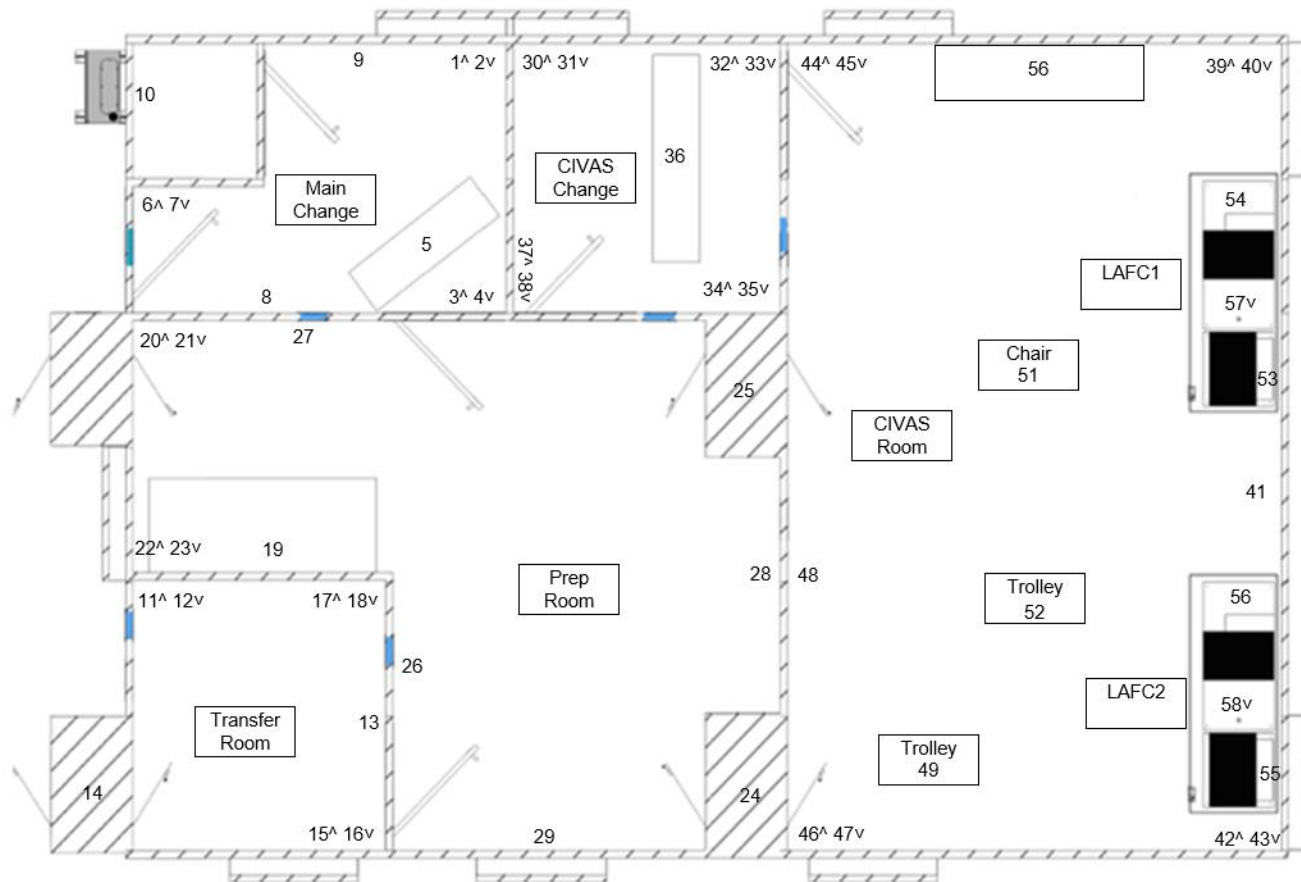 9
1^ 2v
30^ 31v
32^ 33v
44^ 45v
56
39^ 40v
10
Main
Change
CIVAS
Change
36
54
6^ 7v
5
37^ 38v
LAFC1
57v
8
3^ 4v
34^ 35v
20^ 21v
27
Chair
51
53
25
CIVAS
Room
41
22^ 23v
19
Prep
Room
28
48
11^ 12v
17^ 18v
Trolley
52
56
26
LAFC2
58v
Transfer
Room
13
Trolley
49
55
14
24
15^ 16v
29
46^ 47v
42^ 43v